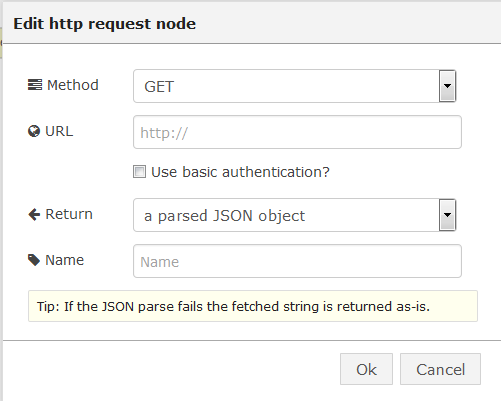 Edit http request node
Method GET
URL http://
Use basic authentication?
Return a parsed JSON object
Name Name
Tip: If the JSON parse fails the fetched string is returned as-is.
Ok Cancel